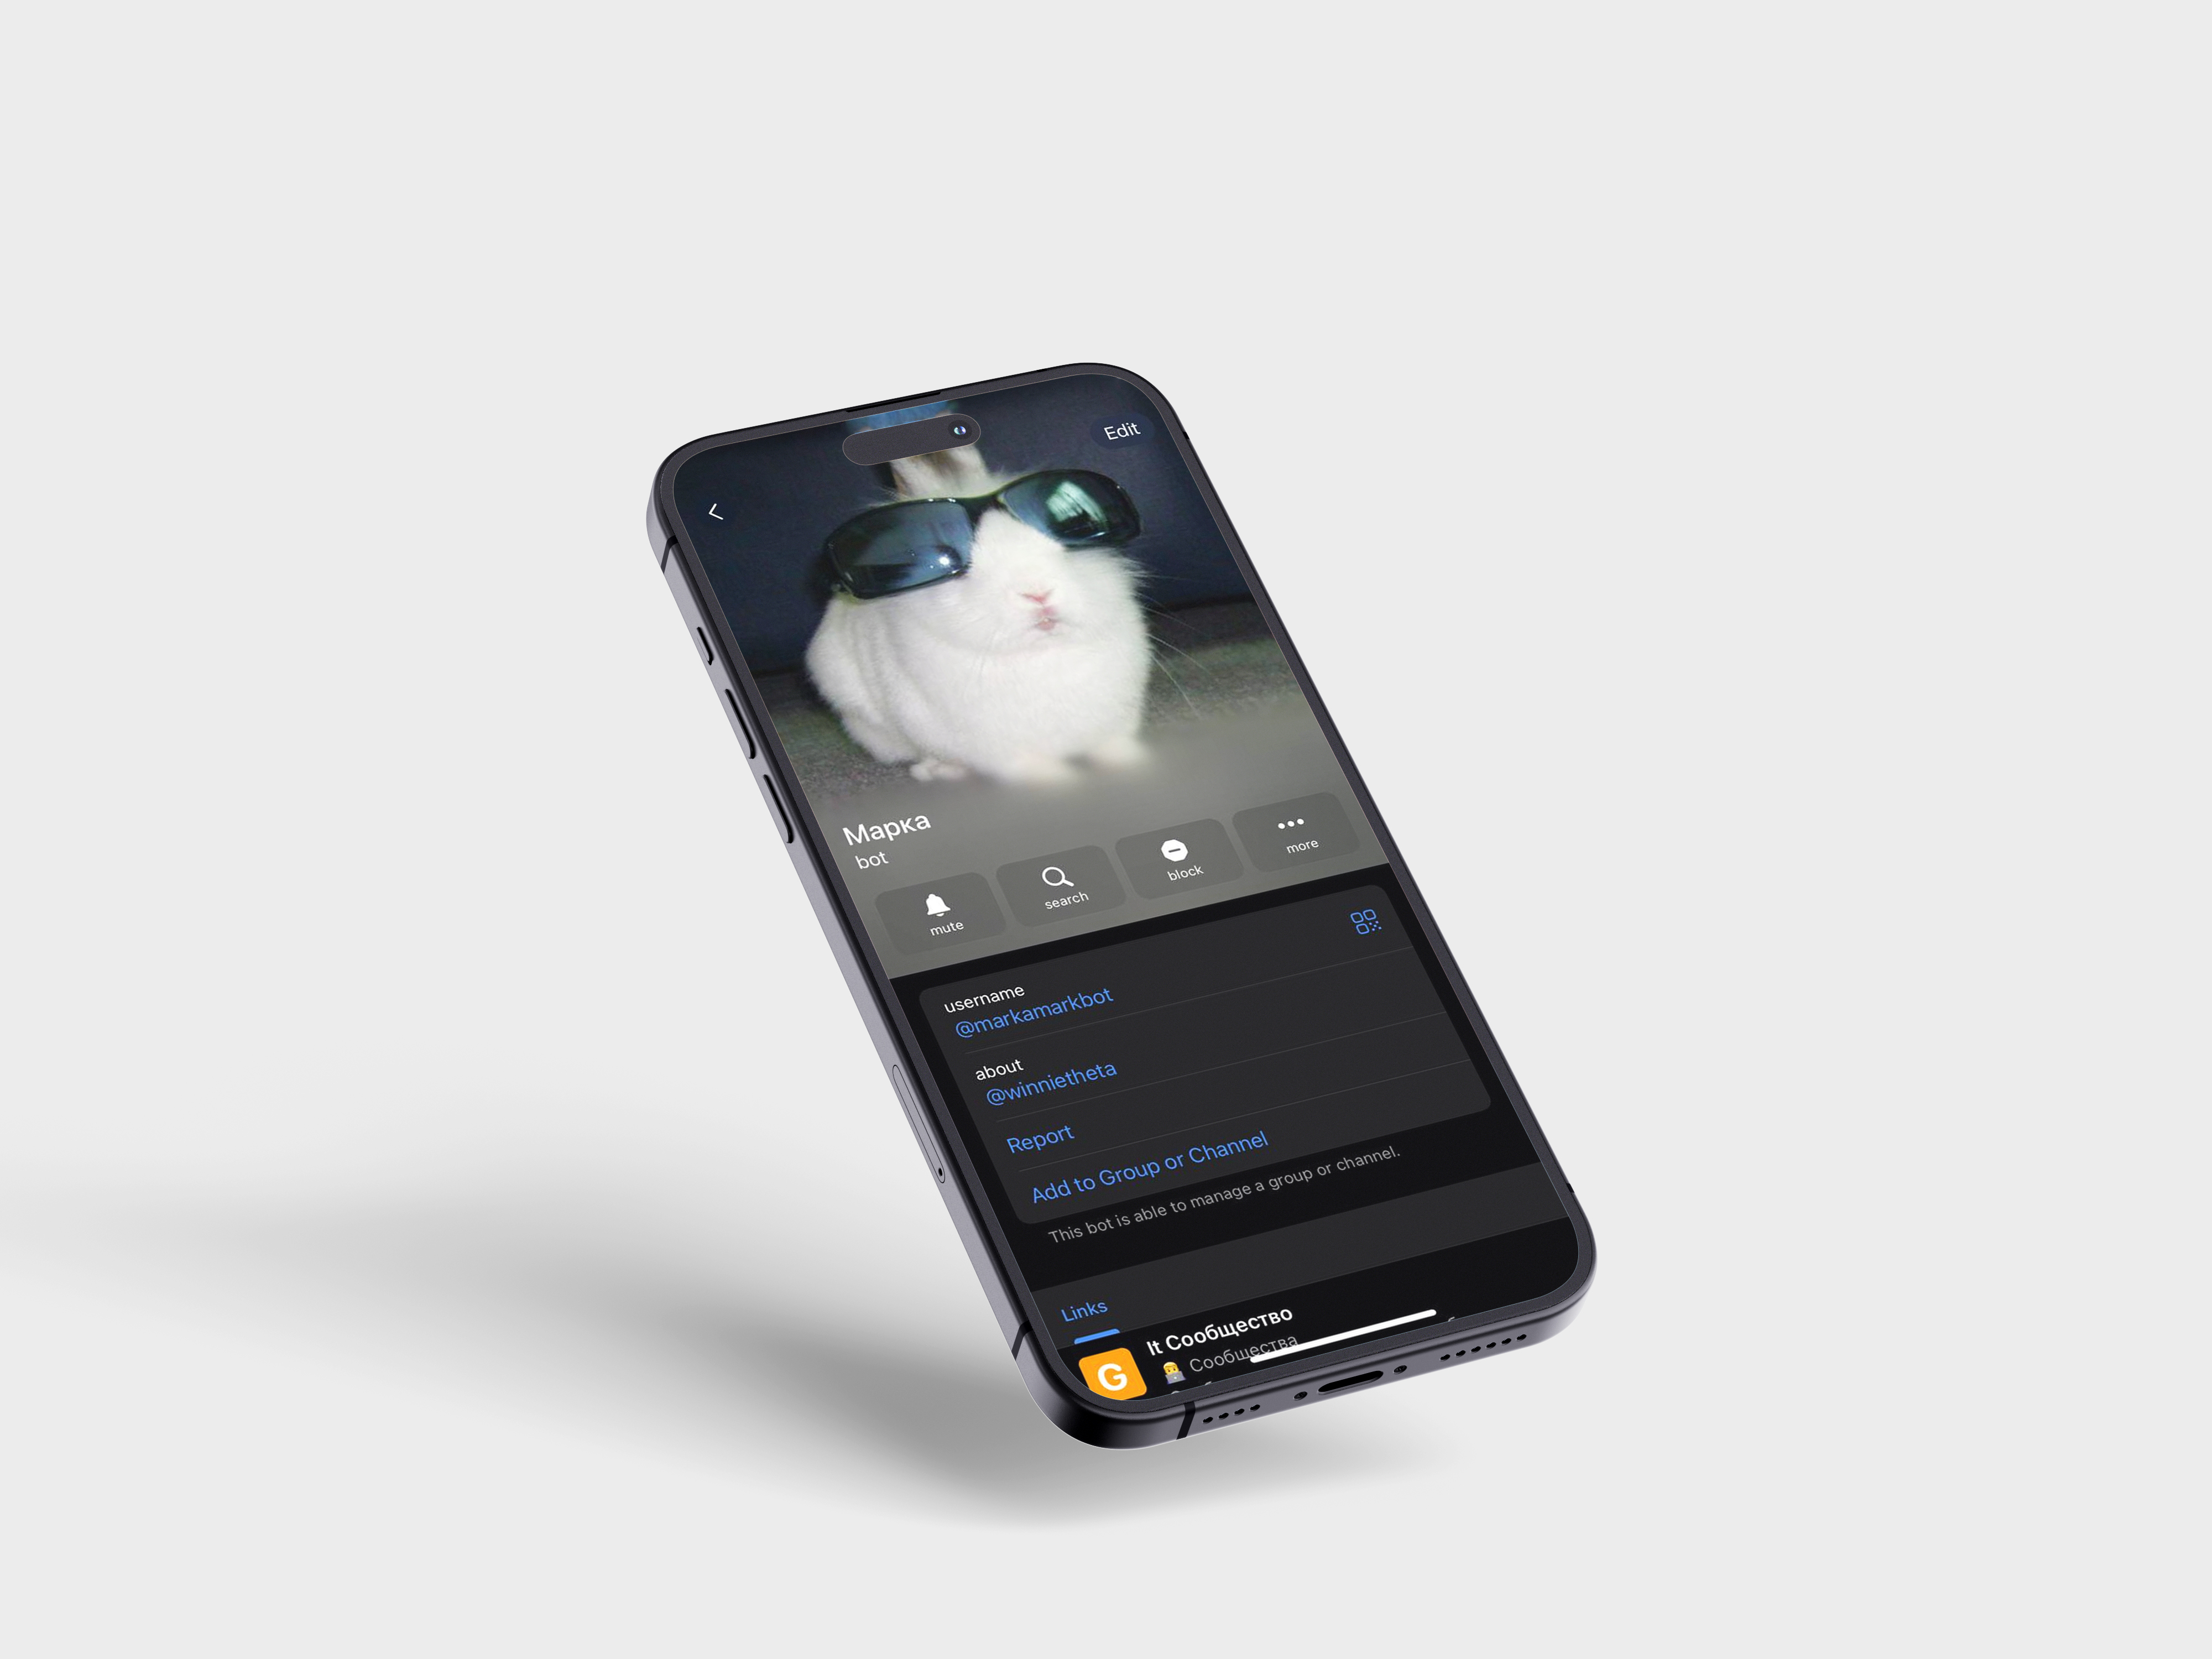 Edit
Марка
bot
mute
search
block
more
username
@markamarkbot
about
@winnietheta
Report
Add to Group or Channel
This bot is able to manage a group or channel.
Links
G
It Сообщество
Сообщества